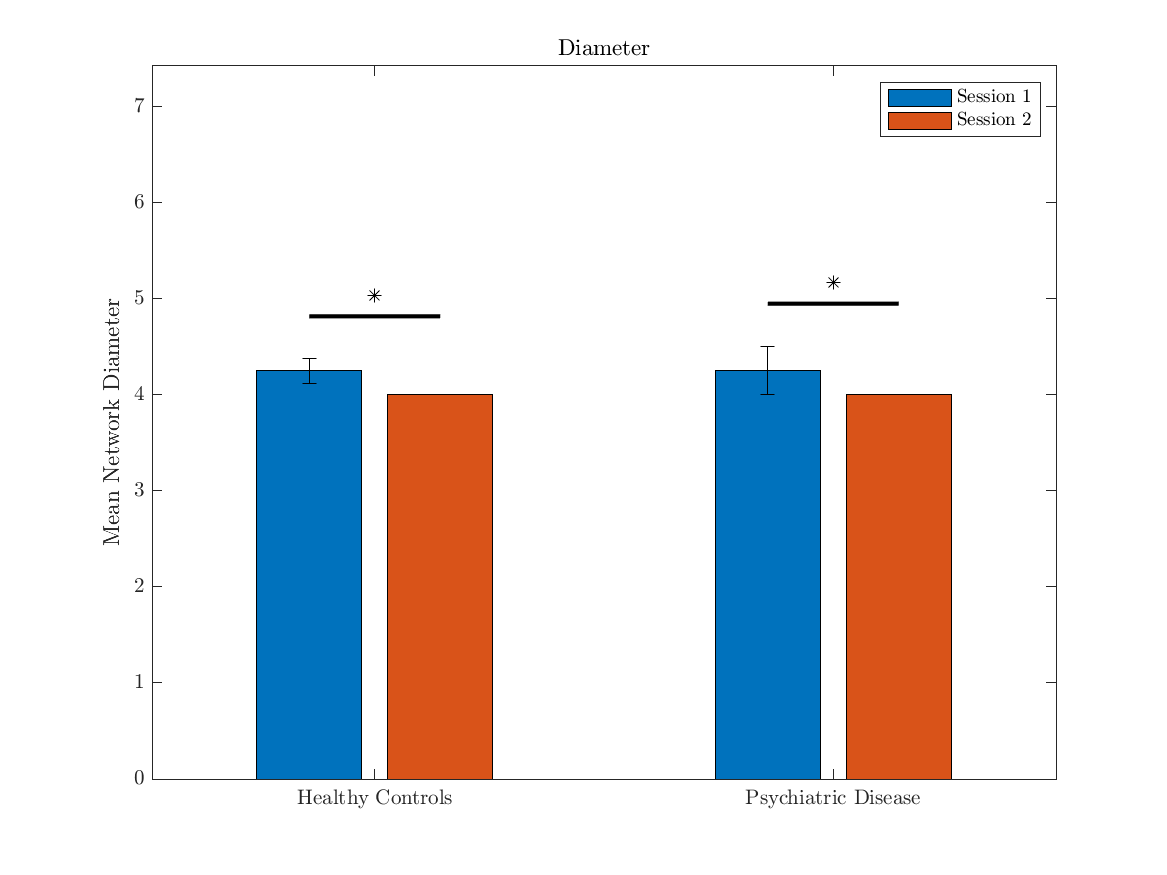 Diameter
Session 1
Session 2
Mean Network Diameter
7
6
5
4
3
2
1
0
*
*
Healthy Controls
Psychiatric Disease